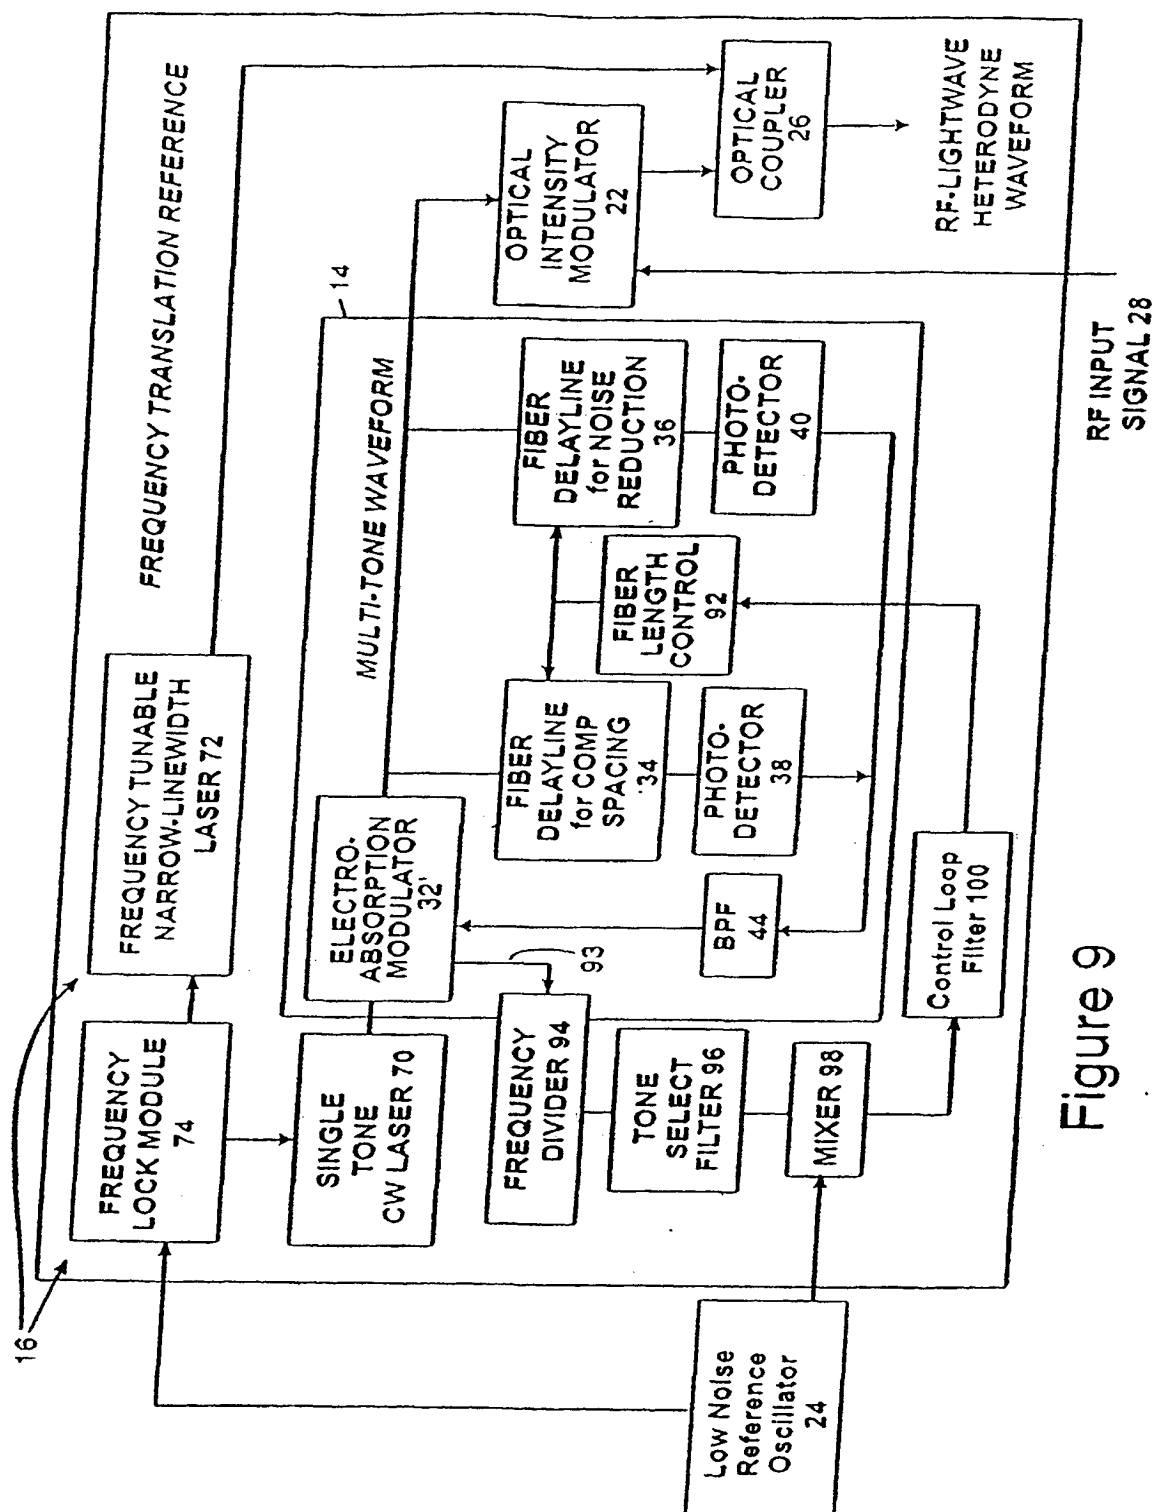 16
FREQUENCY
LOCK MODULE
74
FREQUENCY TUNABLE
NARROW-LINEWIDTH
LASER 72
FREQUENCY TRANSLATION REFERENCE
SINGLE
TONE
CW LASER 70
ELECTRO-
ABSORPTION
MODULATOR
32'
MULTI-TONE WAVEFORM
14
OPTICAL
INTENSITY
MODULATOR
22
OPTICAL
COUPLER
26
RF-LIGHTWAVE
HETERODYNE
WAVEFORM
FREQUENCY
DIVIDER 94
93
FIBER
DELAYLINE
for COMP
SPACING
34
FIBER
DELAYLINE
for NOISE
REDUCTION
36
FIBER
LENGTH
CONTROL
92
TONE
SELECT
FILTER 96
BPF
44
PHOTO-
DETECTOR
38
PHOTO-
DETECTOR
40
MIXER 98
Control Loop
Filter 100
Low Noise
Reference
Oscillator
24
RF INPUT
SIGNAL 28
Figure 9